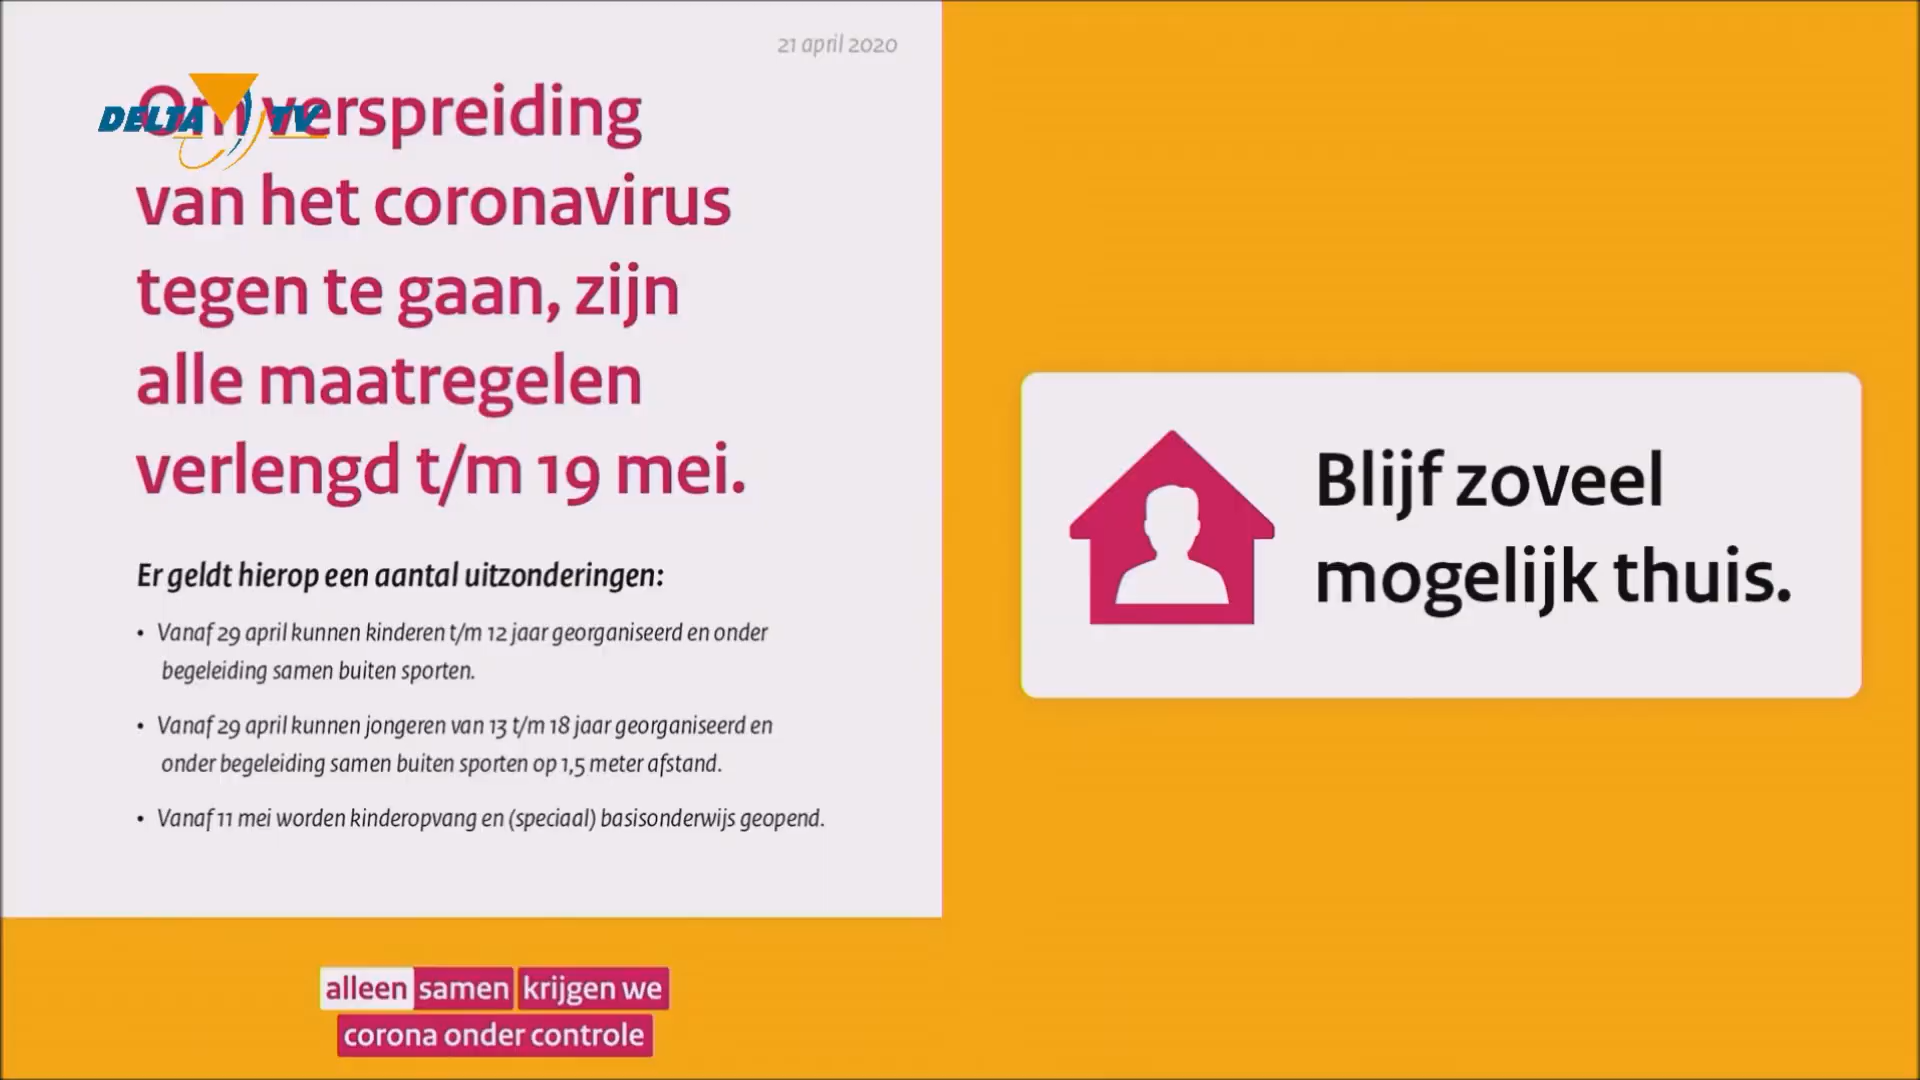 21 april 2020
DELTA TV
Om verspreiding
van het coronavirus
tegen te gaan, zijn
alle maatregelen
verlengd t/m 19 mei.
Er geldt hierop een aantal uitzonderingen:
• Vanaf 29 april kunnen kinderen t/m 12 jaar georganiseerd en onder
begeleiding samen buiten sporten.
• Vanaf 29 april kunnen jongeren van 13 t/m 18 jaar georganiseerd en
onder begeleiding samen buiten sporten op 1,5 meter afstand.
• Vanaf 11 mei worden kinderopvang en (speciaal) basisonderwijs geopend.
alleen samen krijgen we
corona onder controle
Blijf zoveel
mogelijk thuis.